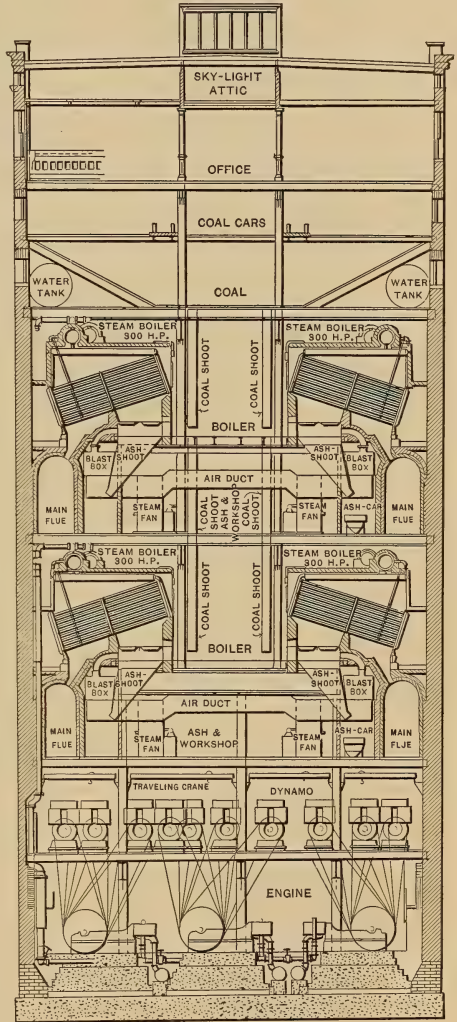 SKY-LIGHT
ATTIC
OFFICE
COAL CARS
WATER
TANK
COAL
WATER
TANK
STEAM BOILER
300 H.P.
STEAM BOILER
300 H.P.
COAL SHOOT
COAL SHOOT
BOILER
BLAST
BOX
ASH-
SHOOT
ASH-
SHOOT
BLAST
BOX
AIR DUCT
MAIN
FLUE
STEAM
FAN
COAL
SHOOT
ASH &
WORKSHOP
COAL
SHOOT
STEAM
FAN
ASH-CAR
MAIN
FLUE
STEAM BOILER
300 H.P.
STEAM BOILER
300 H.P.
COAL SHOOT
COAL SHOOT
BOILER
BLAST
BOX
ASH-
SHOOT
ASH-
SHOOT
BLAST
BOX
AIR DUCT
MAIN
FLUE
STEAM
FAN
ASH &
WORKSHOP
STEAM
FAN
ASH-CAR
MAIN
FLJE
TRAVELING CRANE
DYNAMO
ENGINE